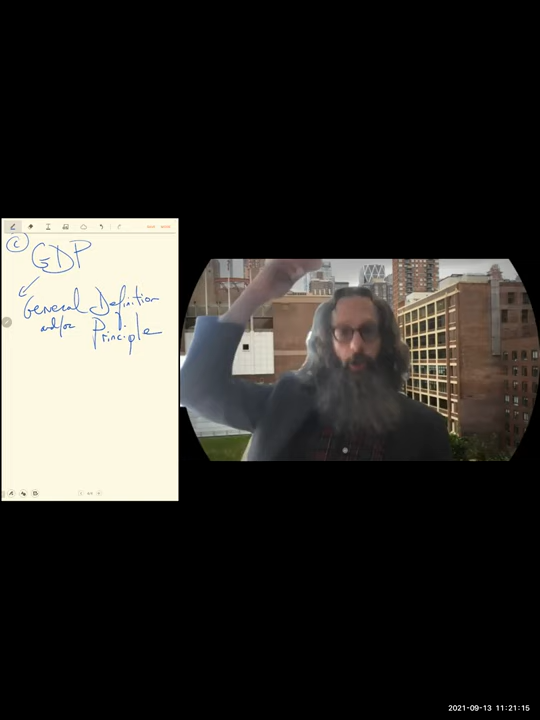 C
GDP
General Definition
and/or Principle
2021-09-13 11:21:15